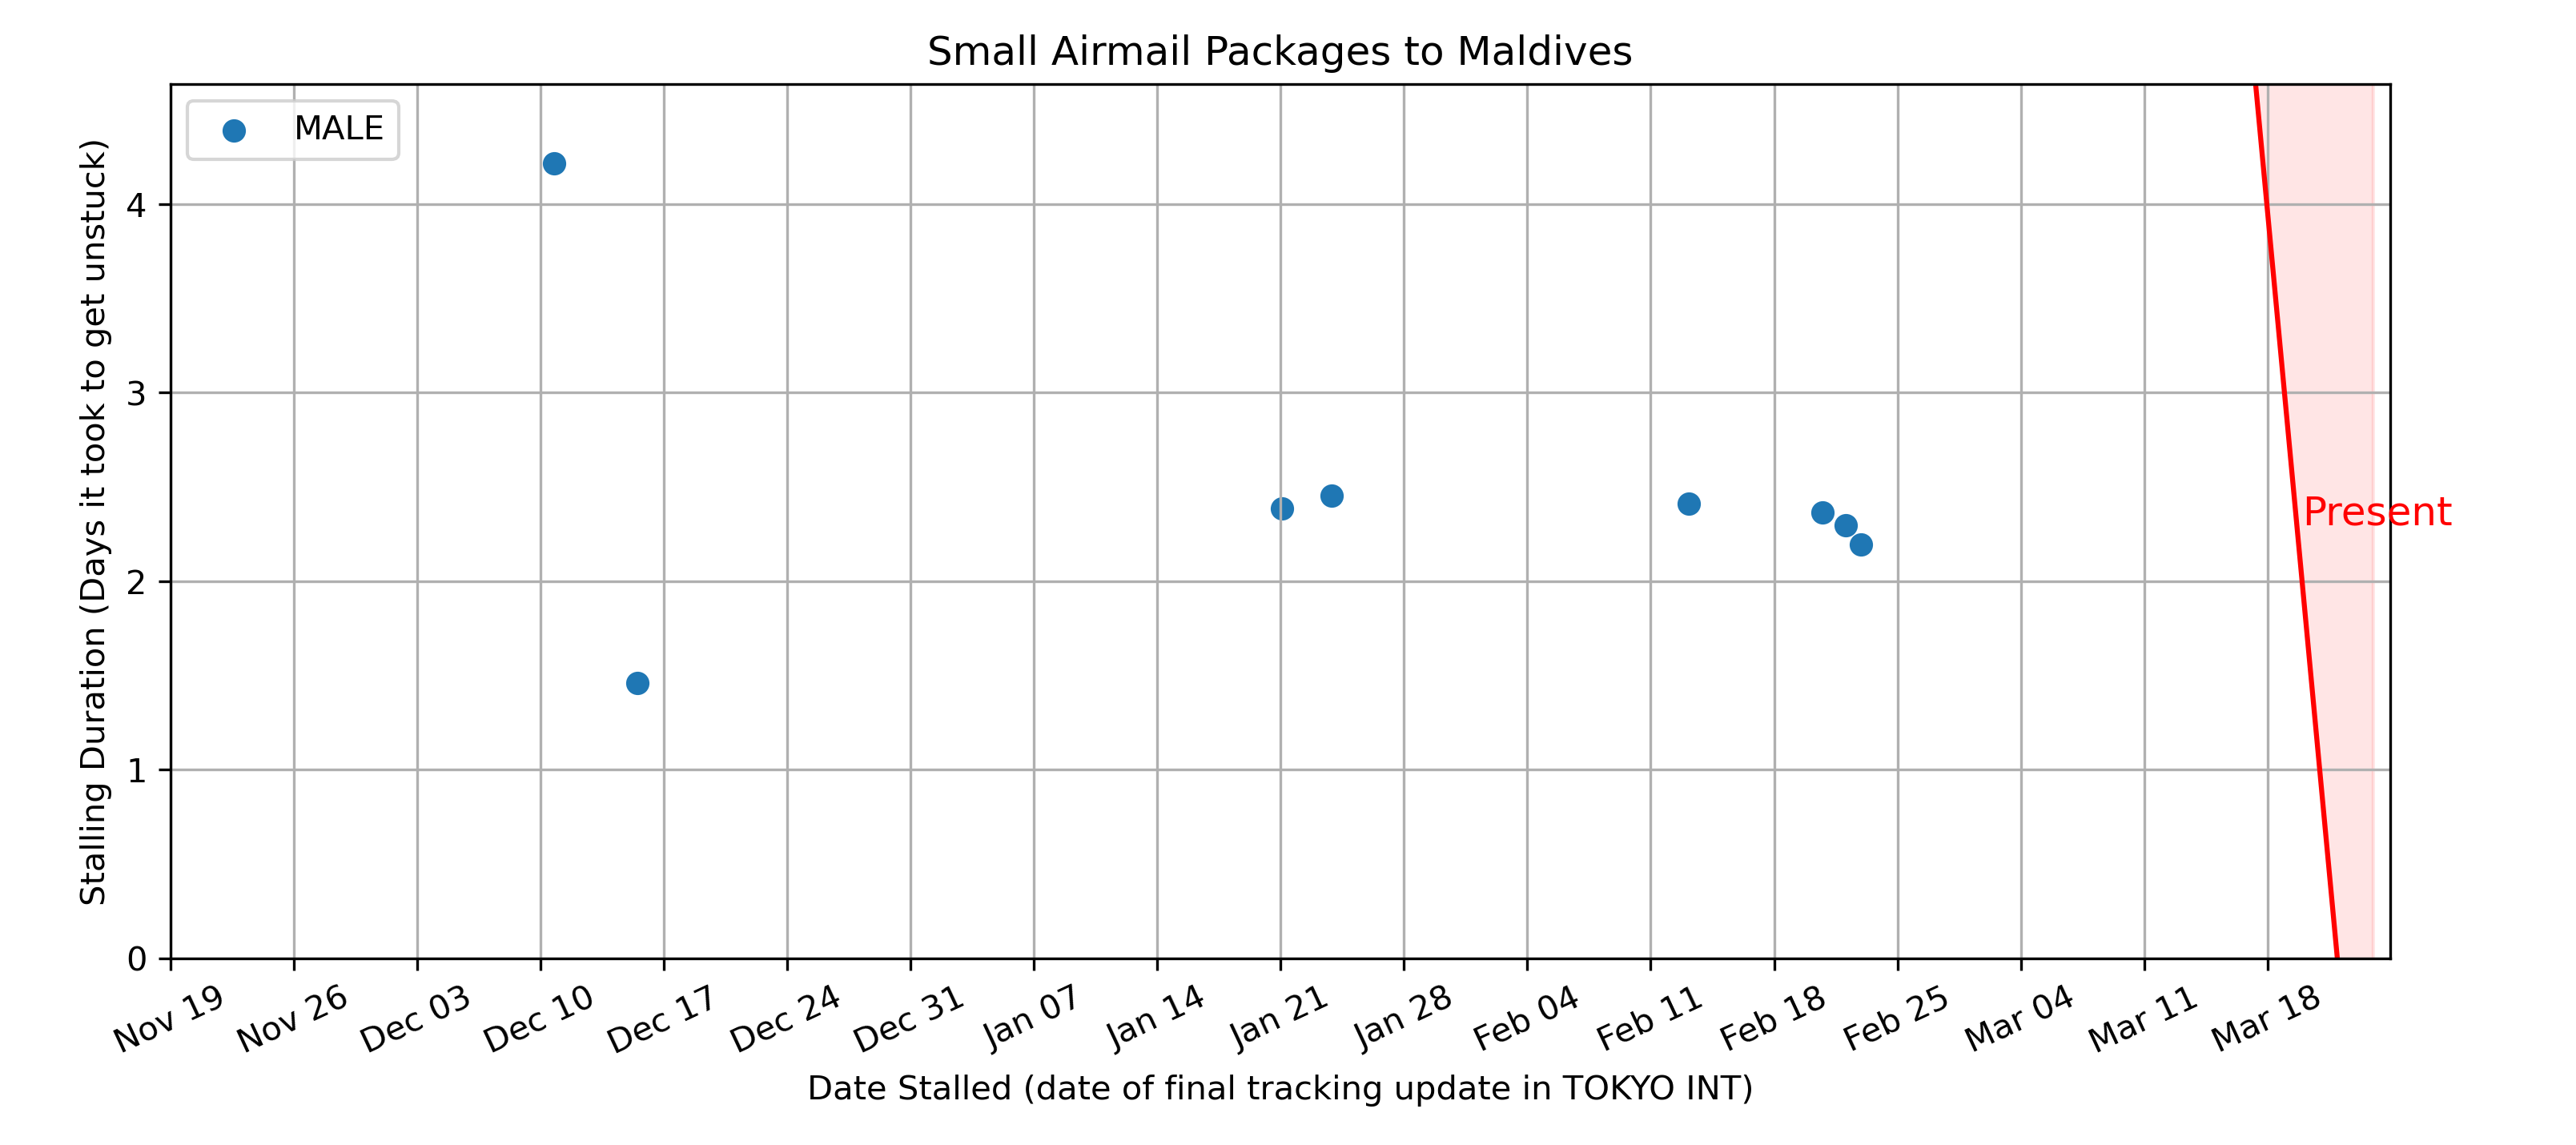 Small Airmail Packages to Maldives
MALE
Stalling Duration (Days it took to get unstuck)
4
3
2
1
0
Present
Nov 19 Nov 26 Dec 03 Dec 10 Dec 17 Dec 24 Dec 31 Jan 07 Jan 14 Jan 21 Jan 28 Feb 04 Feb 11 Feb 18 Feb 25 Mar 04 Mar 11 Mar 18
Date Stalled (date of final tracking update in TOKYO INT)